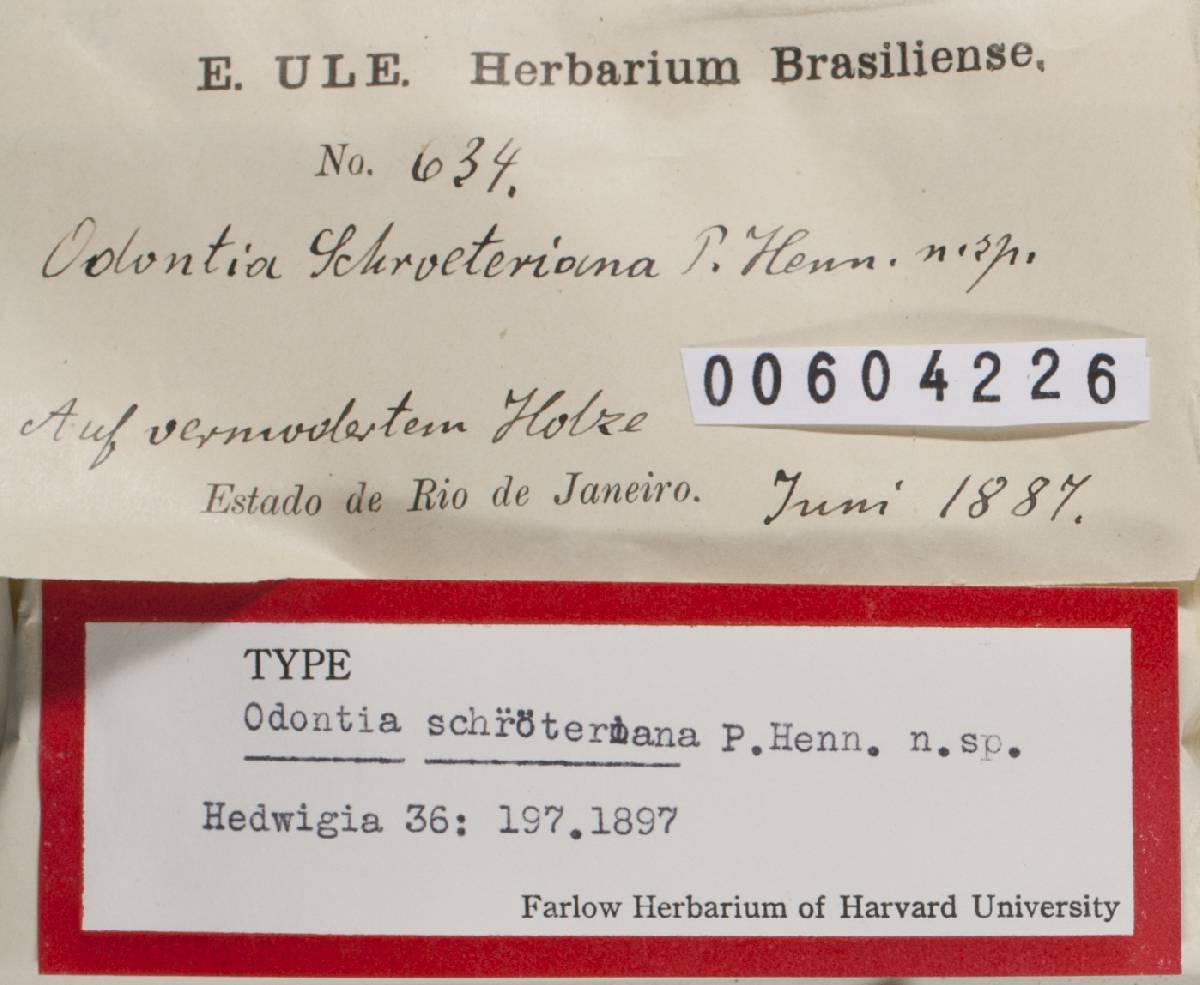 E. ULE. Herbarium Brasiliense.
No. 634.
Odontia Schroeteriana P. Henn. n. sp.
00604226
Auf vermodertem Holze
Estado de Rio de Janeiro. Juni 1887.
TYPE
Odontia schröteriana P.Henn. n.sp.
Hedwigia 36: 197.1897
Farlow Herbarium of Harvard University